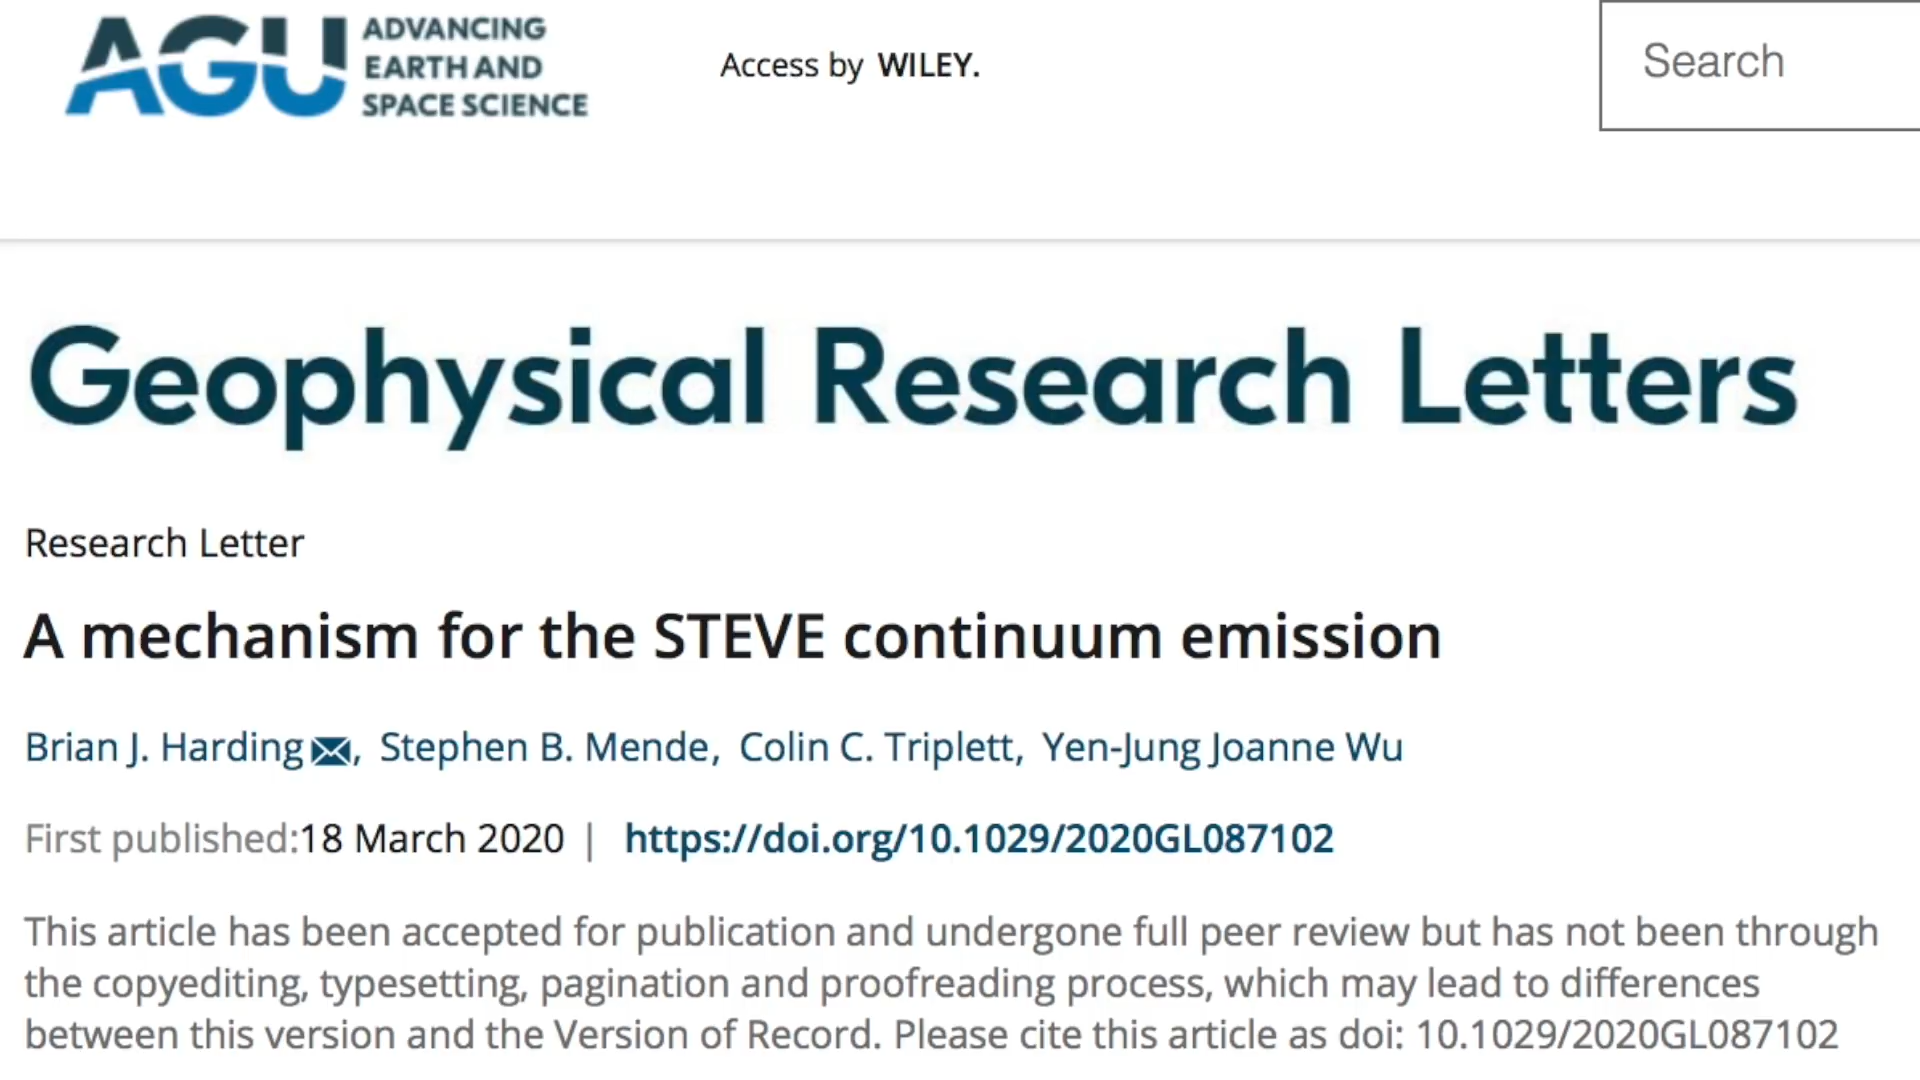 AGU ADVANCING
EARTH AND
SPACE SCIENCE
Access by WILEY.
Search
Geophysical Research Letters
Research Letter
A mechanism for the STEVE continuum emission
Brian J. Harding, Stephen B. Mende, Colin C. Triplett, Yen-Jung Joanne Wu
First published:18 March 2020 | https://doi.org/10.1029/2020GL087102
This article has been accepted for publication and undergone full peer review but has not been through
the copyediting, typesetting, pagination and proofreading process, which may lead to differences
between this version and the Version of Record. Please cite this article as doi: 10.1029/2020GL087102